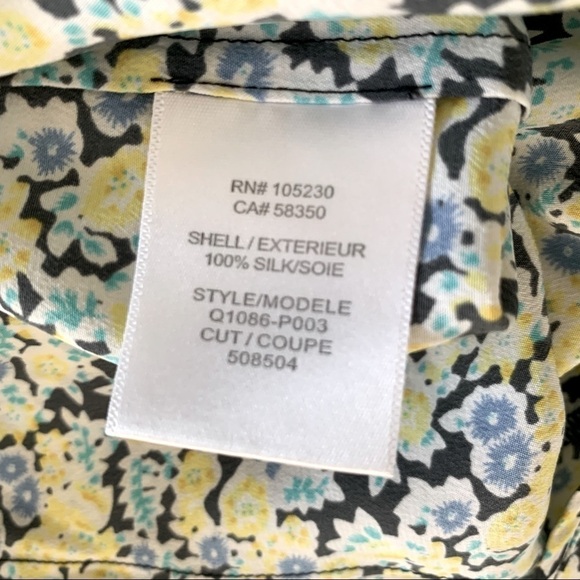 RN# 105230
CA# 58350
SHELL / EXTERIEUR
100% SILK/SOIE
STYLE/MODELE
Q1086-P003
CUT / COUPE
508504